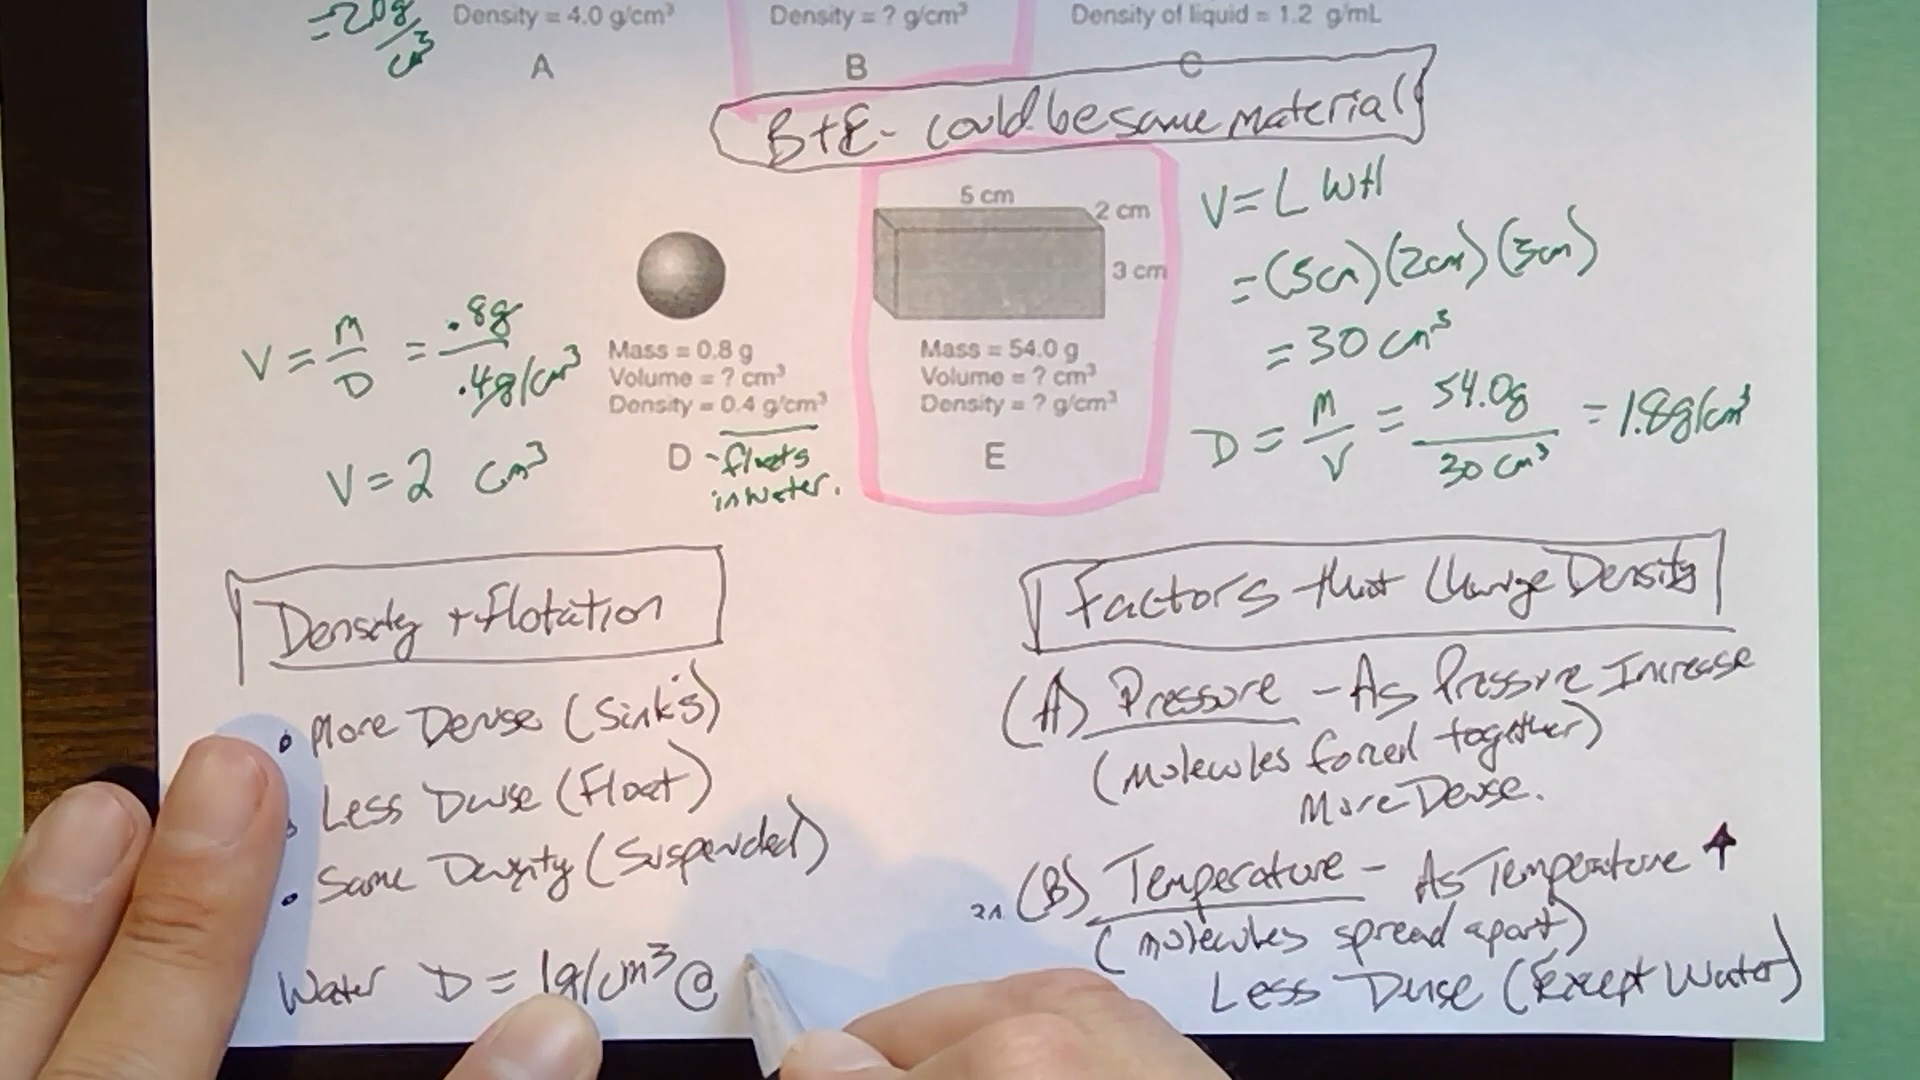 = 20g/cm³
Density = 4.0 g/cm³
Density = ? g/cm³
Density of liquid = 1.2 g/mL
A
B
C
B+E- could be same material
5 cm
2 cm
3 cm
V = L W H
= (5cm)(2cm)(3cm)
= 30 cm³
D = M/V = 54.0g/30 cm³ = 1.8g/cm³
V = M/D = .8g/.4g/cm³
V = 2 cm³
Mass = 0.8 g
Volume = ? cm³
Density = 0.4 g/cm³
D - floats
in water.
Mass = 54.0 g
Volume = ? cm³
Density = ? g/cm³
E
Density + Flotation
• More Dense (Sink's)
• Less Dense (Float)
• Same Density (Suspended)
Water D = 1g/cm³ @
Factors that Change Density
(A) Pressure - As Pressure Increase
(molecules forced together)
More Dense.
(B) Temperature - As Temperature ↑
(molecules spread apart)
Less Dense (Except Water)